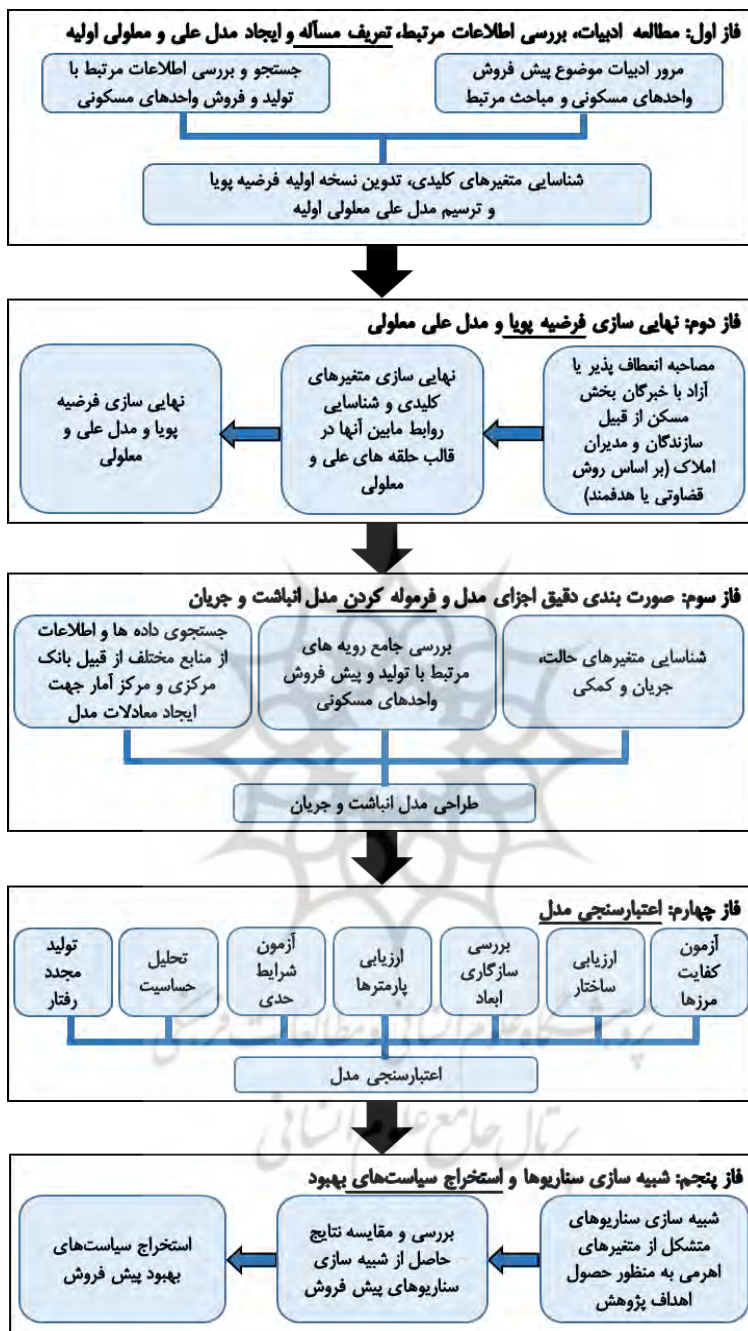 فاز اول: مطالعه ادبیات، بررسی اطلاعات مرتبط، تعریف مسأله و ایجاد مدل علی و معلولی اولیه
مرور ادبیات موضوع پیش فروش
واحدهای مسکونی و مباحث مرتبط
جستجو و بررسی اطلاعات مرتبط با
تولید و فروش واحدهای مسکونی
شناسایی متغیرهای کلیدی، تدوین نسخه اولیه فرضیه پویا
و ترسیم مدل علی معلولی اولیه
فاز دوم: نهایی سازی فرضیه پویا و مدل علی معلولی
مصاحبه انعطاف پذیر یا
آزاد با خبرگان بخش
مسکن از قبیل
سازندگان و مدیران
املاک (بر اساس روش
قضاوتی یا هدفمند)
نهایی سازی متغیرهای
کلیدی و شناسایی
روابط مابین آنها در
قالب حلقه های علی و
معلولی
نهایی سازی فرضیه
پویا و مدل علی و
معلولی
فاز سوم: صورت بندی دقیق اجزای مدل و فرموله کردن مدل انباشت و جریان
شناسایی متغیرهای حالت،
جریان و کمکی
بررسی جامع رویه های
مرتبط با تولید و پیش فروش
واحدهای مسکونی
جستجوی داده ها و اطلاعات
از منابع مختلف از قبیل بانک
مرکزی و مرکز آمار جهت
ایجاد معادلات مدل
طراحی مدل انباشت و جریان
فاز چهارم: اعتبارسنجی مدل
آزمون
کفایت
مرزها
ارزیابی
ساختار
بررسی
سازگاری
ابعاد
ارزیابی
پارمترها
آزمون
شرایط
حدی
تحلیل
حساسیت
تولید
مجدد
رفتار
پژوهشگاه علوم انسانی و مطالعات فرهنگی
اعتبارسنجی مدل
پرتال جامع علوم انسانی
فاز پنجم: شبیه سازی سناریوها و استخراج سیاست‌های بهبود
شبیه سازی سناریوهای
متشکل از متغیرهای
اهرمی به منظور حصول
اهداف پژوهش
بررسی و مقایسه نتایج
حاصل از شبیه سازی
سناریوهای پیش فروش
استخراج سیاست‌های
بهبود پیش فروش